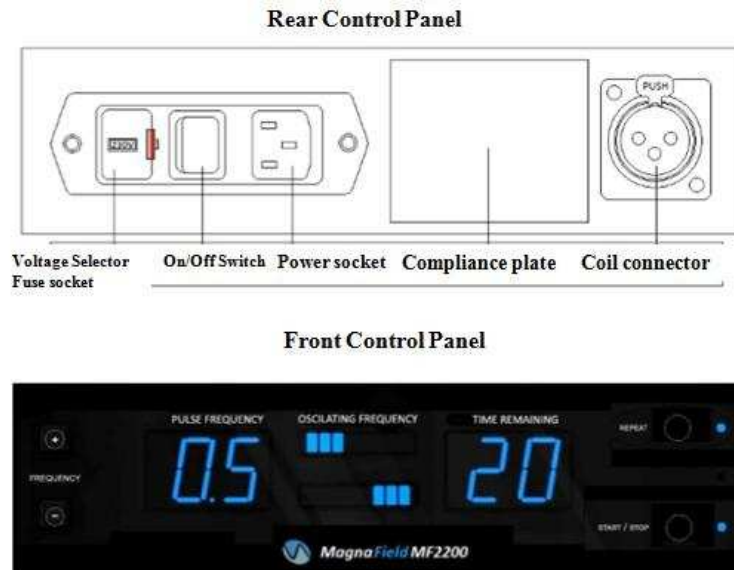 Rear Control Panel
PUSH
Voltage Selector
Fuse socket
On/Off Switch
Power socket
Compliance plate
Coil connector
Front Control Panel
PULSE FREQUENCY
OSCILATING FREQUENCY
TIME REMAINING
REPEAT
FREQUENCY
0.5
20
START / STOP
MagnaField MF2200